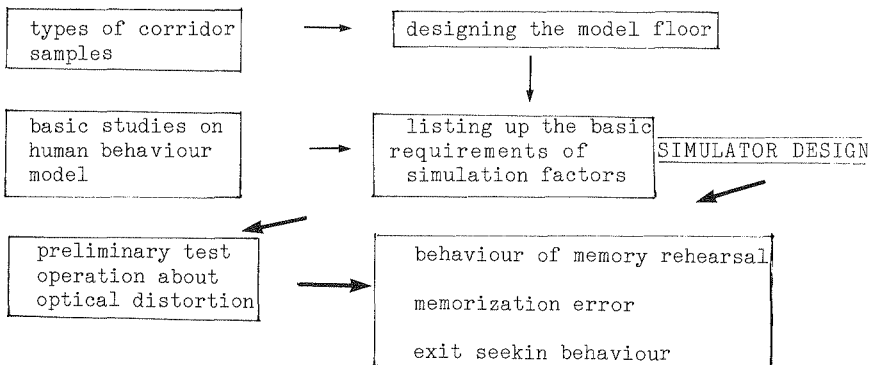 types of corridor
samples
designing the model floor
basic studies on
human behaviour
model
listing up the basic
requirements of
simulation factors
SIMULATOR DESIGN
preliminary test
operation about
optical distortion
behaviour of memory rehearsal
memorization error
exit seekin behaviour